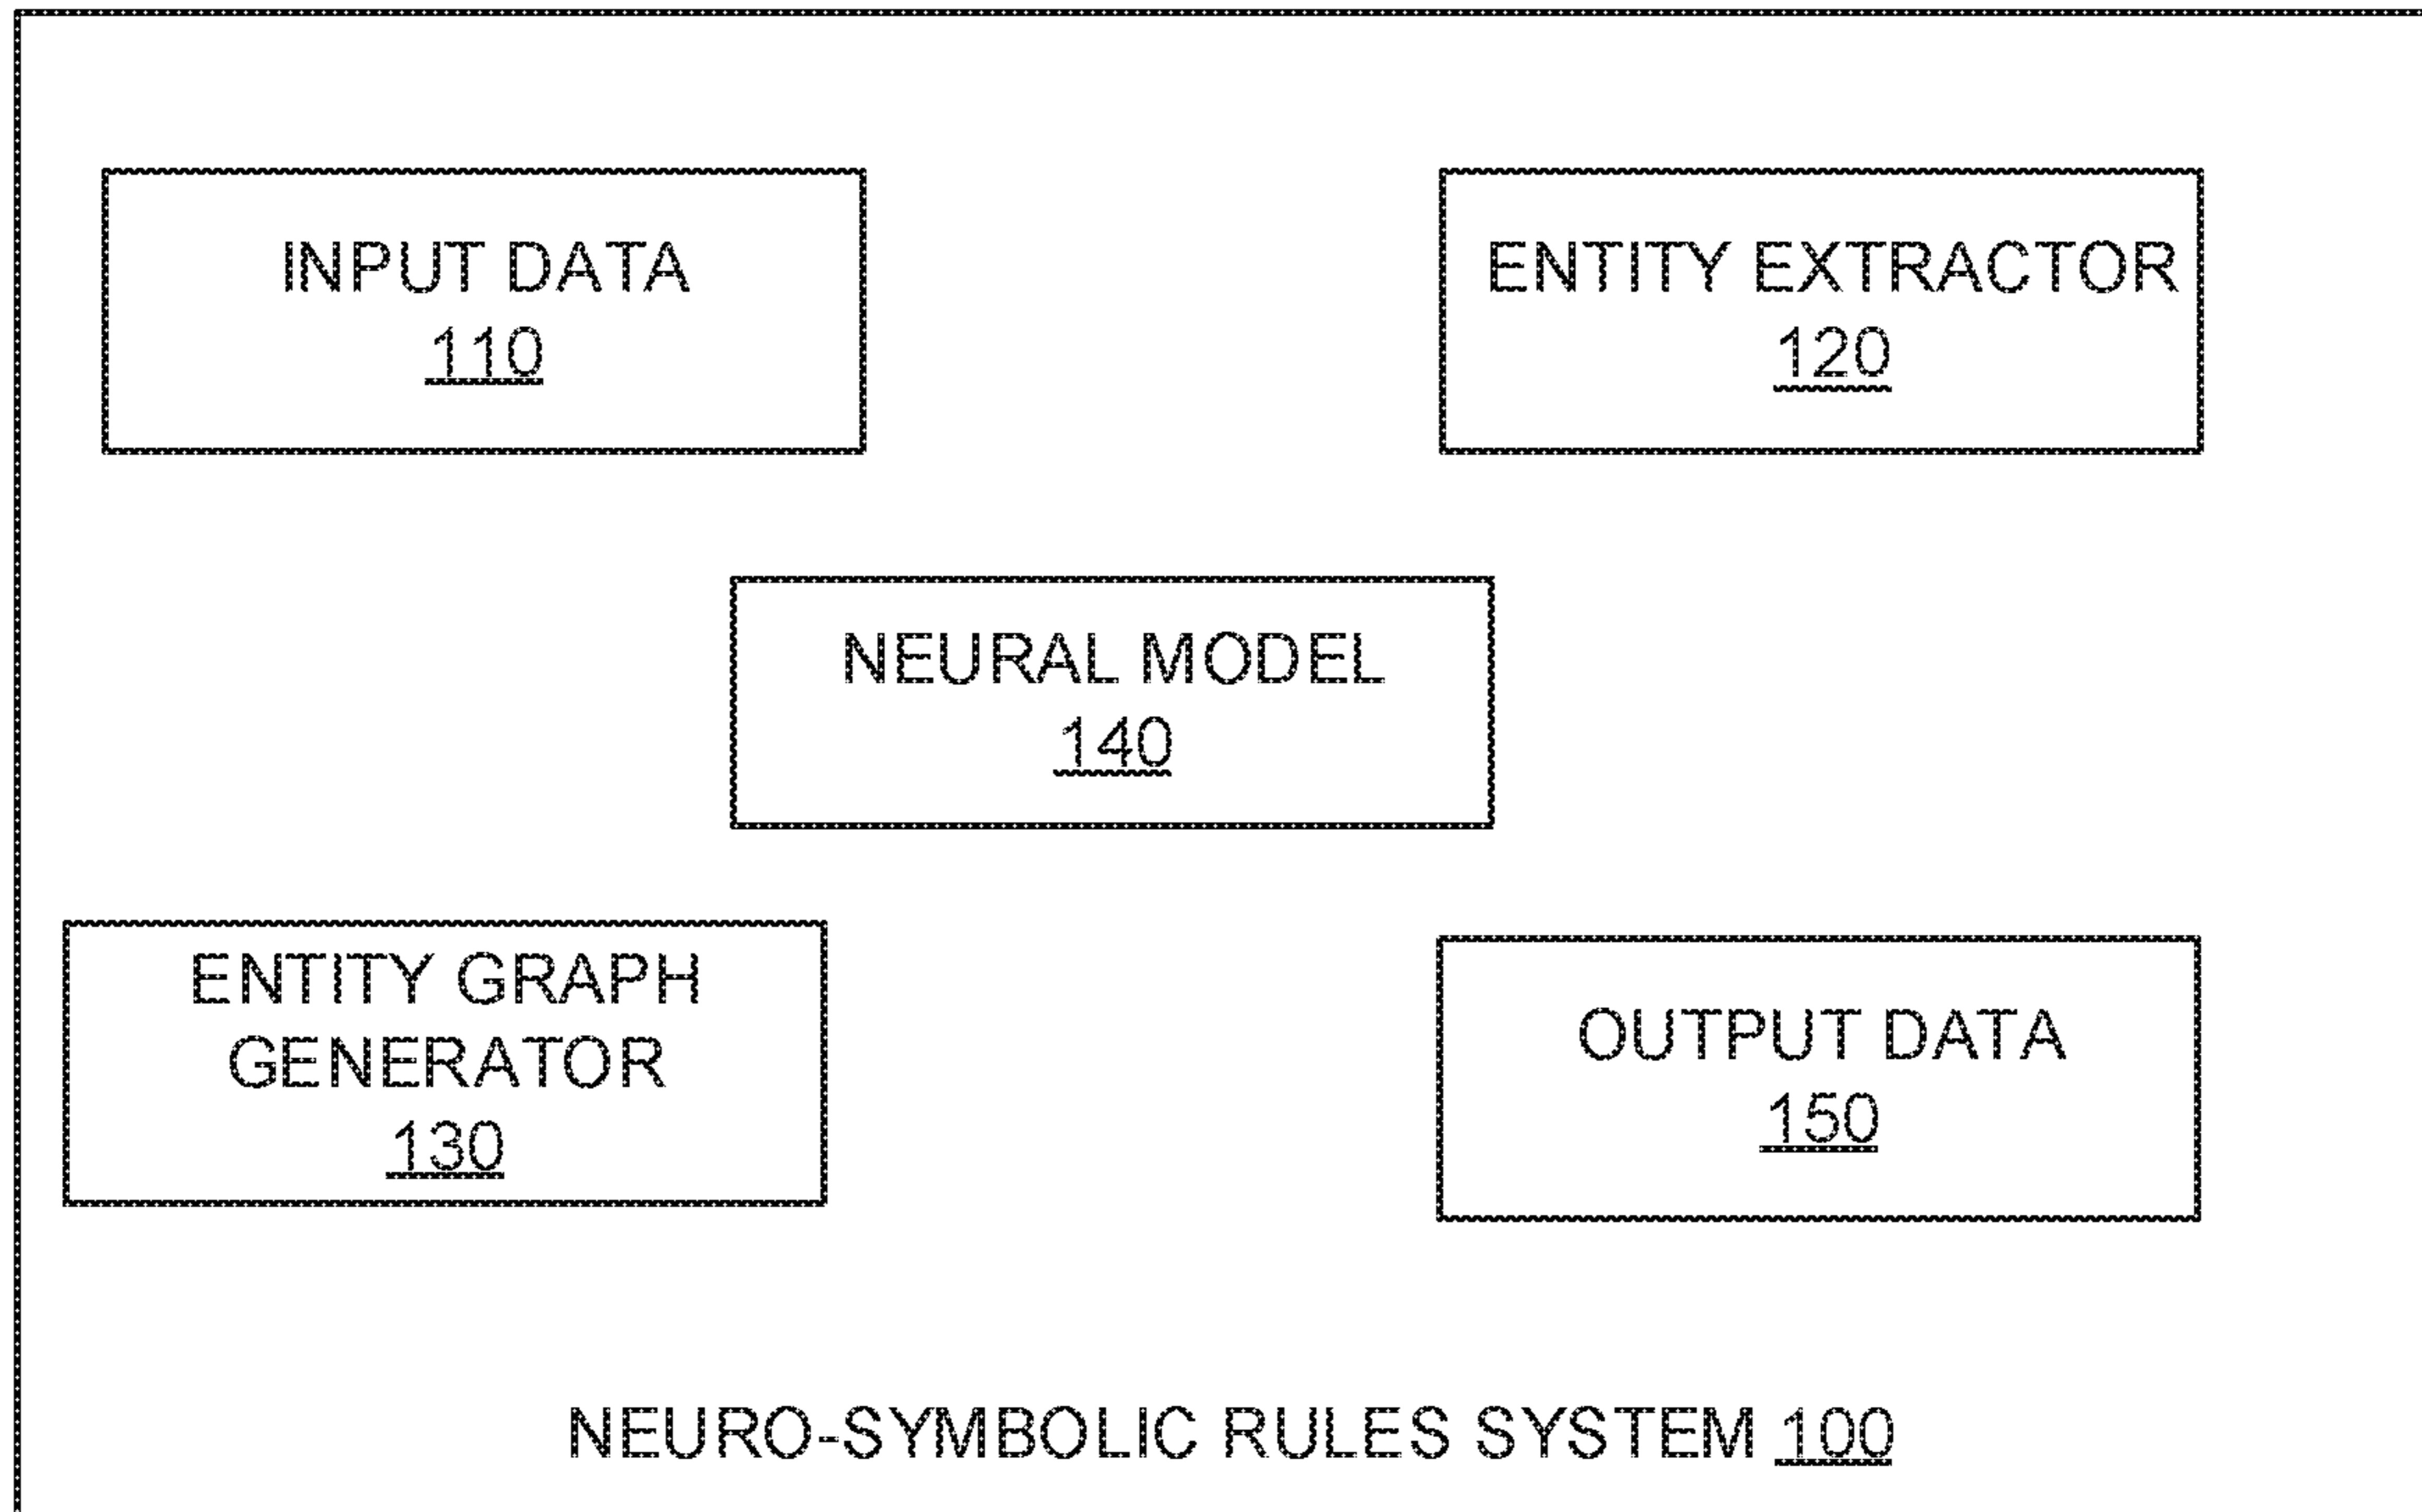 INPUT DATA
110
ENTITY EXTRACTOR
120
NEURAL MODEL
140
ENTITY GRAPH
GENERATOR
130
OUTPUT DATA
150
NEURO-SYMBOLIC RULES SYSTEM 100